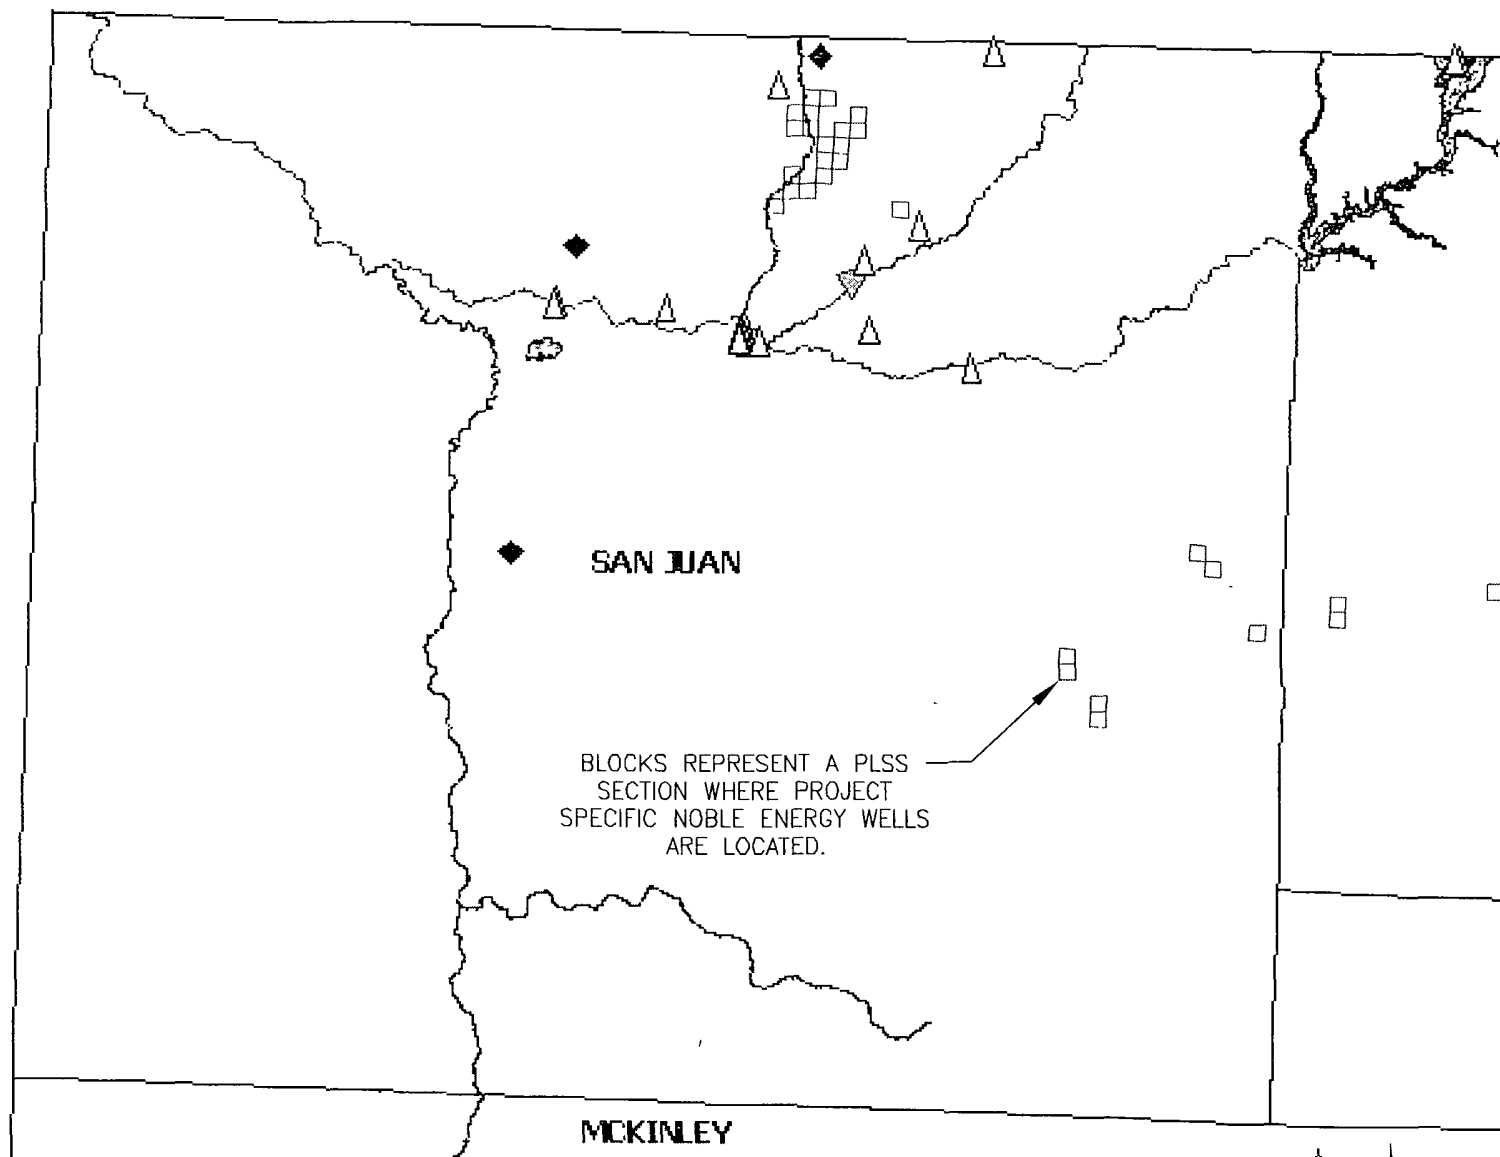 SAN JUAN
BLOCKS REPRESENT A PLSS
SECTION WHERE PROJECT
SPECIFIC NOBLE ENERGY WELLS
ARE LOCATED.
MCKINLEY